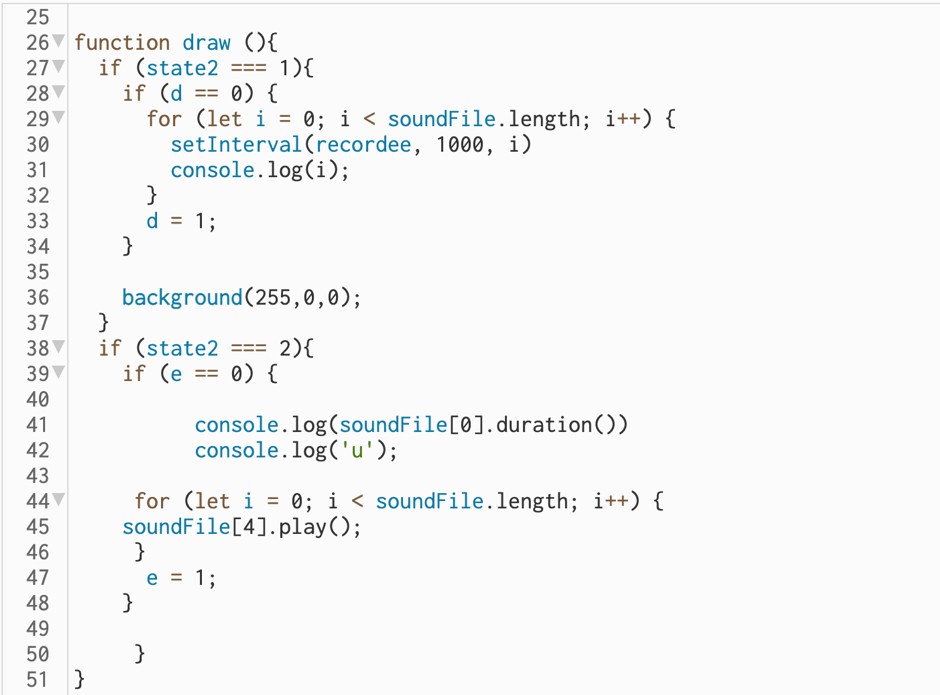 25
26 function draw (){
27   if (state2 === 1){
28     if (d == 0) {
29       for (let i = 0; i < soundFile.length; i++) {
30         setInterval(recordee, 1000, i)
31         console.log(i);
32       }
33       d = 1;
34     }
35
36     background(255,0,0);
37   }
38   if (state2 === 2){
39     if (e == 0) {
40
41           console.log(soundFile[0].duration())
42           console.log('u');
43
44      for (let i = 0; i < soundFile.length; i++) {
45     soundFile[4].play();
46      }
47       e = 1;
48     }
49
50      }
51 }